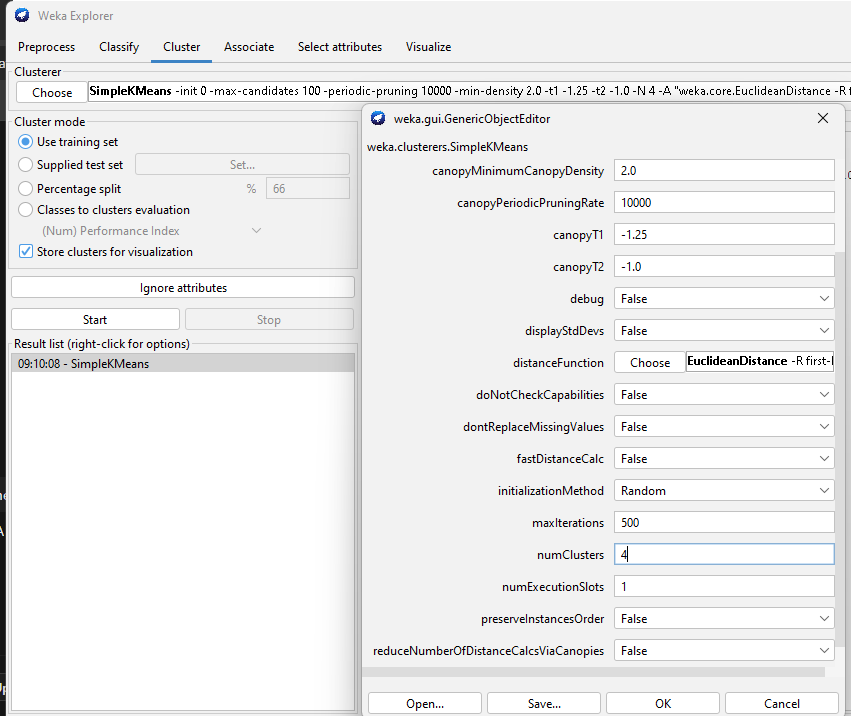 Weka Explorer
Preprocess Classify Cluster Associate Select attributes Visualize
Clusterer
Choose SimpleKMeans -init 0 -max-candidates 100 -periodic-pruning 10000 -min-density 2.0 -t1 -1.25 -t2 -1.0 -N 4 -A "weka.core.EuclideanDistance -R f
Cluster mode
Use training set
Supplied test set Set...
Percentage split % 66
Classes to clusters evaluation
(Num) Performance Index
Store clusters for visualization
Ignore attributes
Start Stop
Result list (right-click for options)
09:10:08 - SimpleKMeans
weka.gui.GenericObjectEditor
weka.clusterers.SimpleKMeans
canopyMinimumCanopyDensity 2.0
canopyPeriodicPruningRate 10000
canopyT1 -1.25
canopyT2 -1.0
debug False
displayStdDevs False
distanceFunction Choose EuclideanDistance -R first-l
doNotCheckCapabilities False
dontReplaceMissingValues False
fastDistanceCalc False
initializationMethod Random
maxIterations 500
numClusters 4
numExecutionSlots 1
preserveInstancesOrder False
reduceNumberOfDistanceCalcsViaCanopies False
Open... Save... OK Cancel